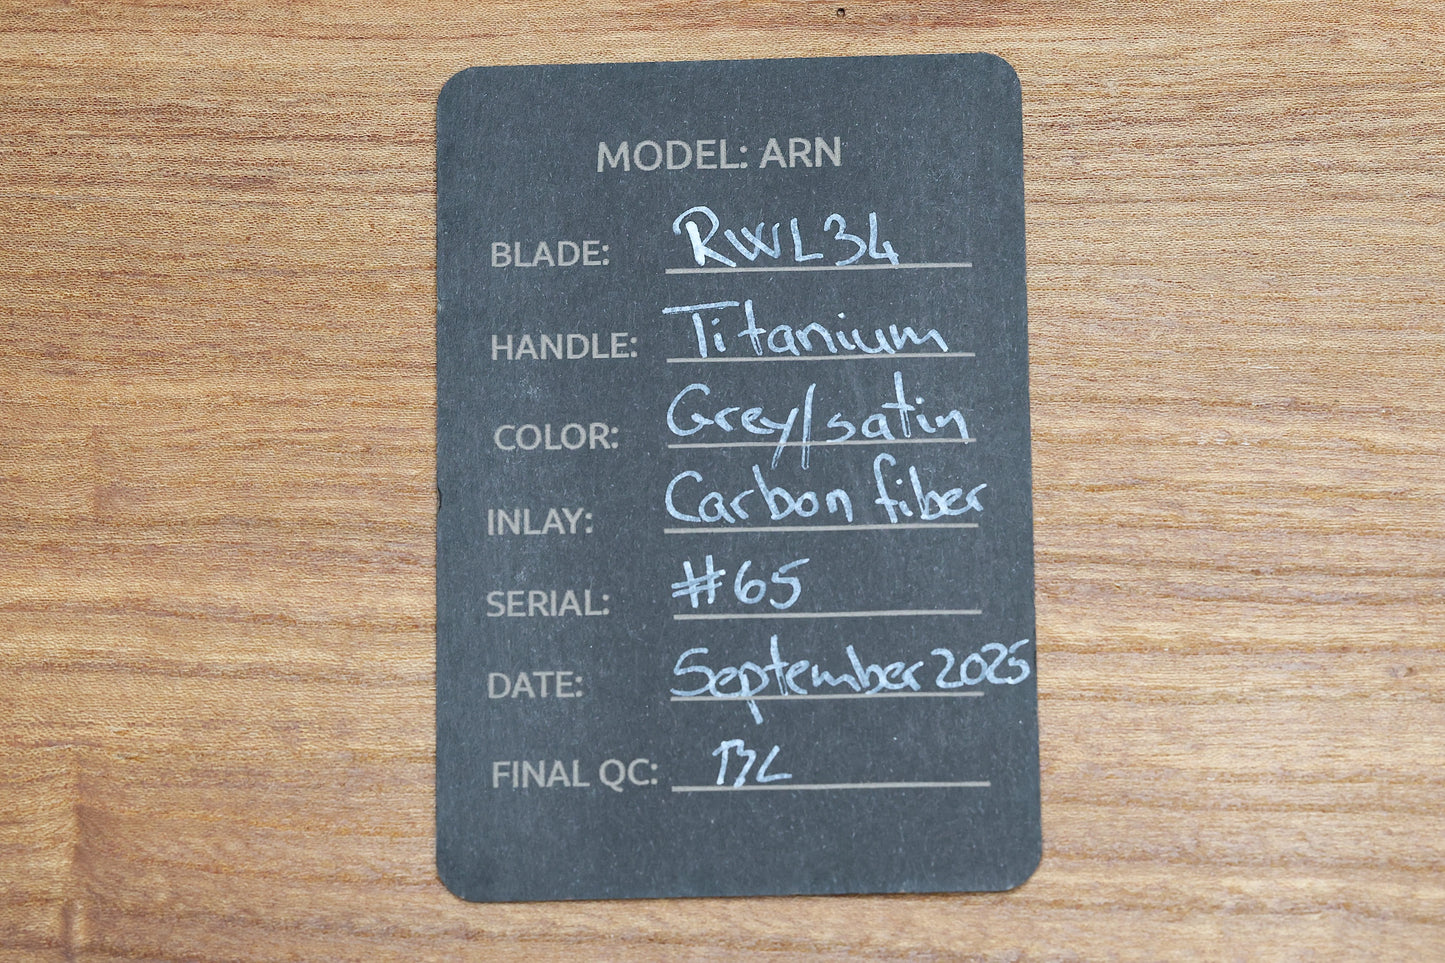 MODEL: ARN
BLADE: RWL34
HANDLE: Titanium
COLOR: Grey/satin
INLAY: Carbon fiber
SERIAL: #65
DATE: September 2025
FINAL QC: